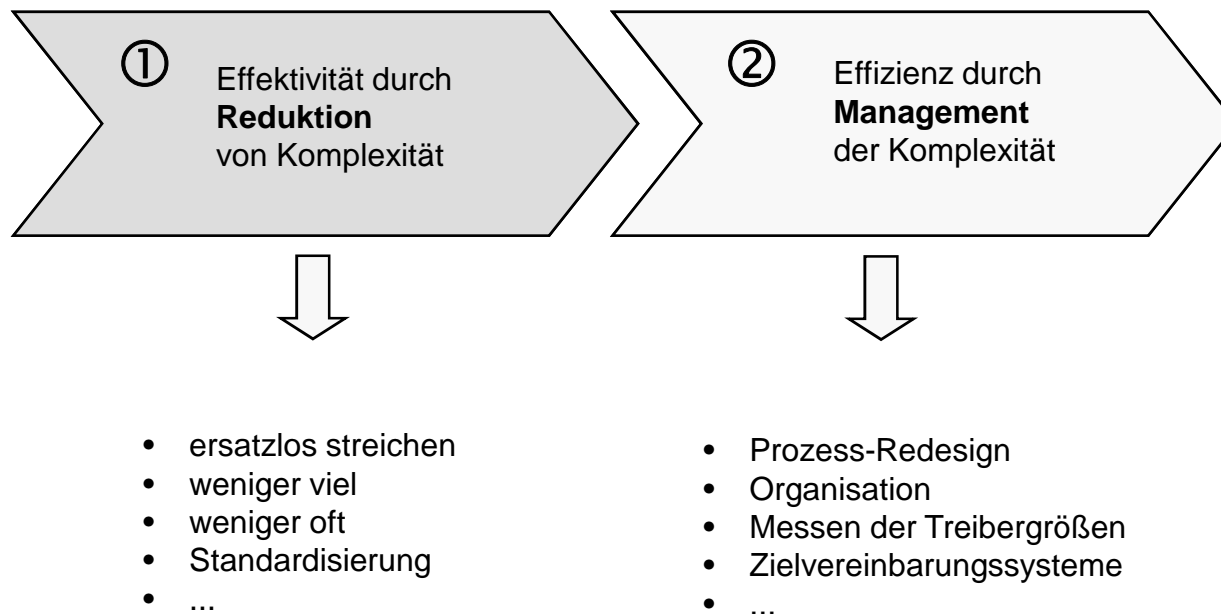 ①
Effektivität durch
Reduktion
von Komplexität
②
Effizienz durch
Management
der Komplexität
• ersatzlos streichen
• weniger viel
• weniger oft
• Standardisierung
• ...
• Prozess-Redesign
• Organisation
• Messen der Treibergrößen
• Zielvereinbarungssysteme
• ...